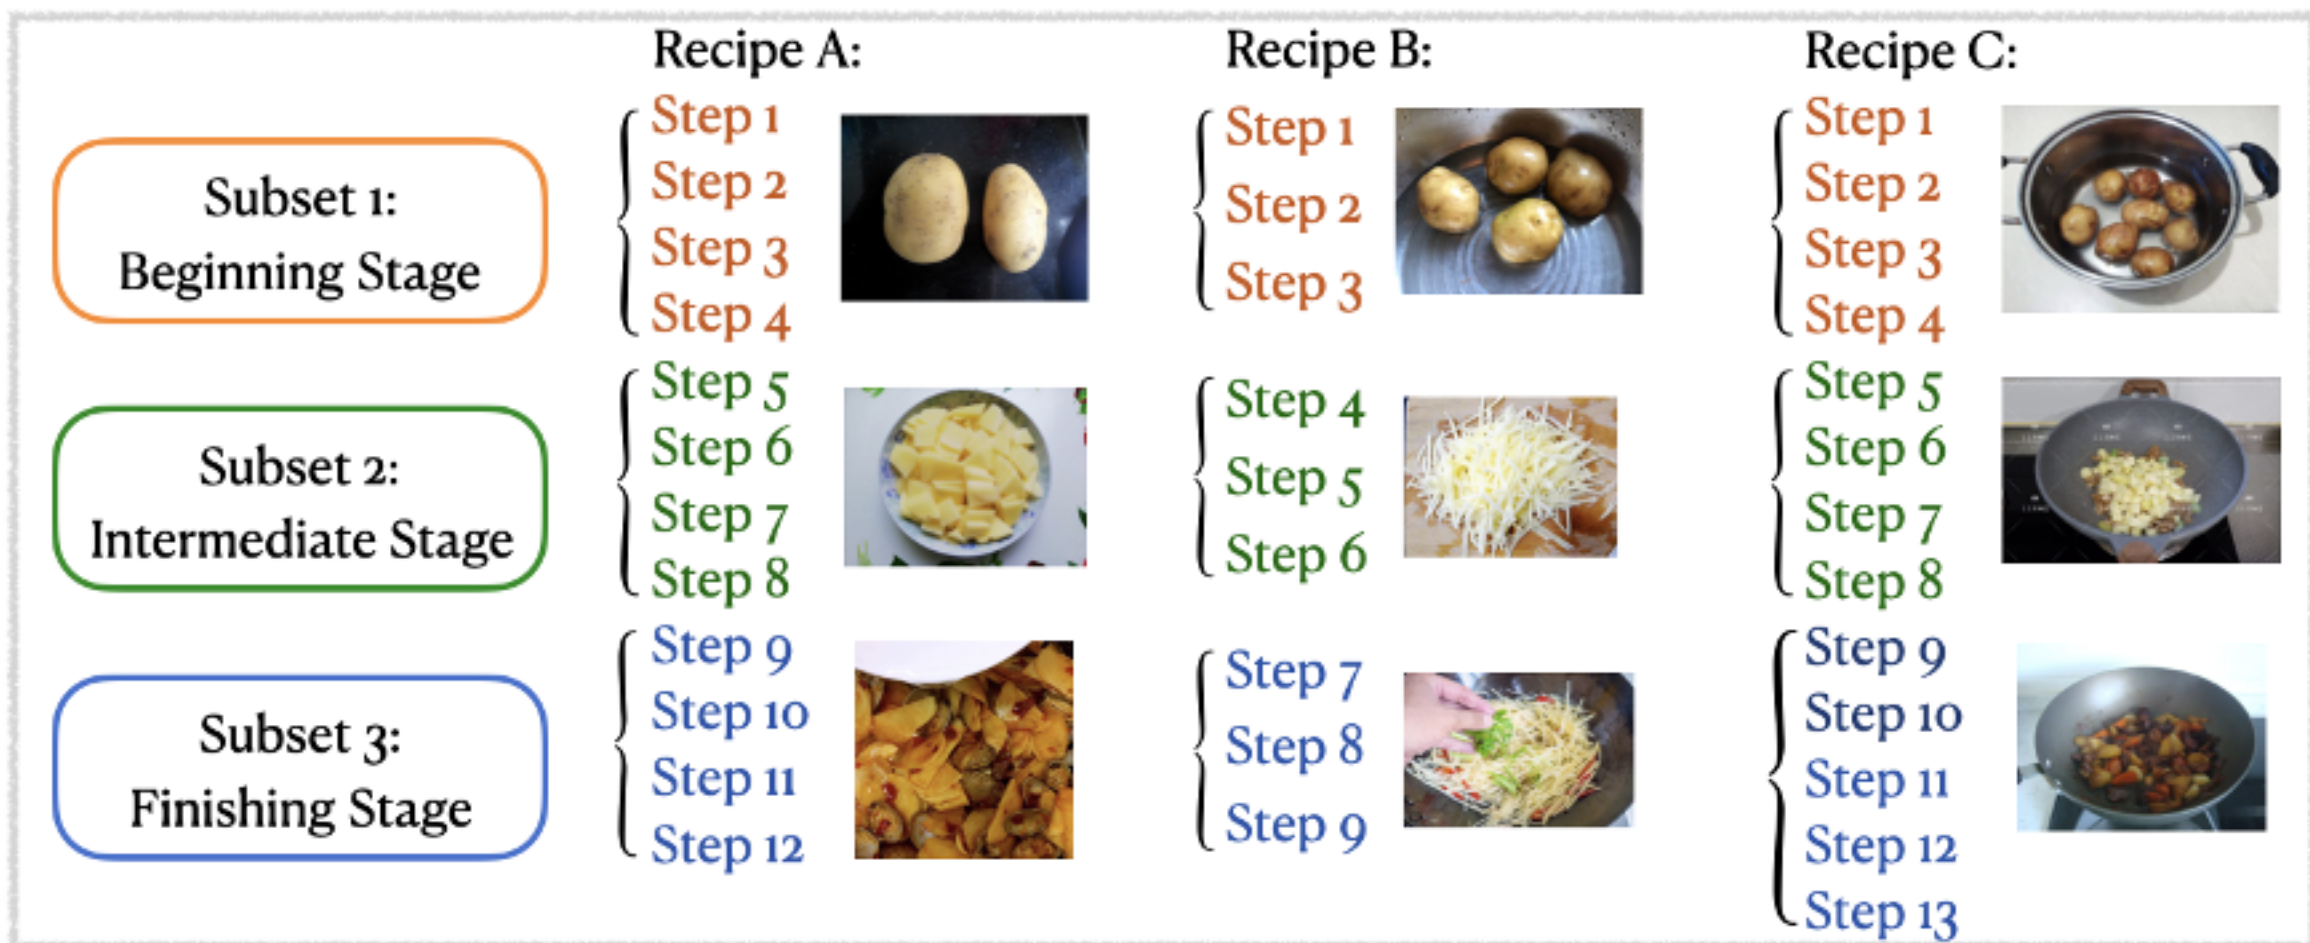 Recipe A:
Recipe B:
Recipe C:
Subset 1:
Beginning Stage
Step 1
Step 2
Step 3
Step 4
Step 1
Step 2
Step 3
Step 1
Step 2
Step 3
Step 4
Subset 2:
Intermediate Stage
Step 5
Step 6
Step 7
Step 8
Step 4
Step 5
Step 6
Step 5
Step 6
Step 7
Step 8
Subset 3:
Finishing Stage
Step 9
Step 10
Step 11
Step 12
Step 7
Step 8
Step 9
Step 9
Step 10
Step 11
Step 12
Step 13